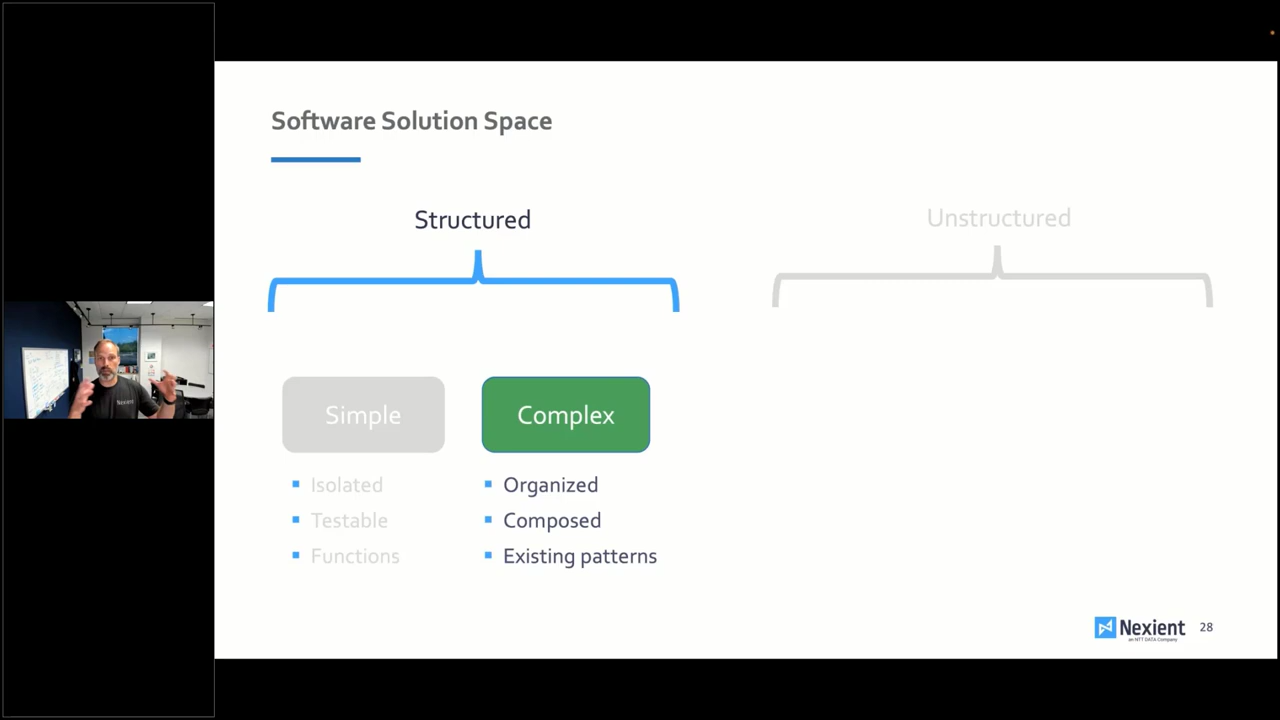 Software Solution Space
Structured
Unstructured
Simple
Complex
Isolated
Testable
Functions
Organized
Composed
Existing patterns
Nexient
an NTT DATA Company
28
Nexient